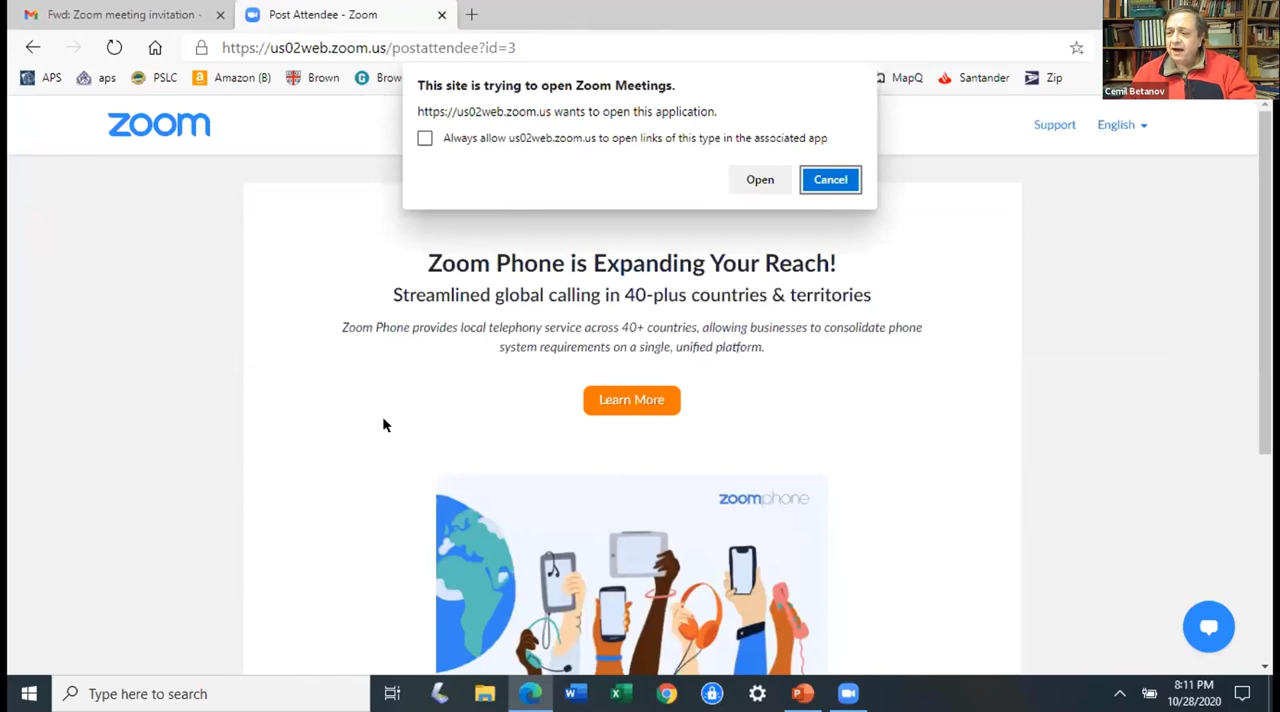 Fwd: Zoom meeting invitation -
Post Attendee - Zoom
https://us02web.zoom.us/postattendee?id=3
APS
aps
PSLC
Amazon (B)
Brown
Brow
MapQ
Santander
Zip
Cemil Betanov
This site is trying to open Zoom Meetings.
https://us02web.zoom.us wants to open this application.
Always allow us02web.zoom.us to open links of this type in the associated app
Open
Cancel
zoom
Support
English
Zoom Phone is Expanding Your Reach!
Streamlined global calling in 40-plus countries & territories
Zoom Phone provides local telephony service across 40+ countries, allowing businesses to consolidate phone
system requirements on a single, unified platform.
Learn More
zoomphone
Type here to search
8:11 PM
10/28/2020